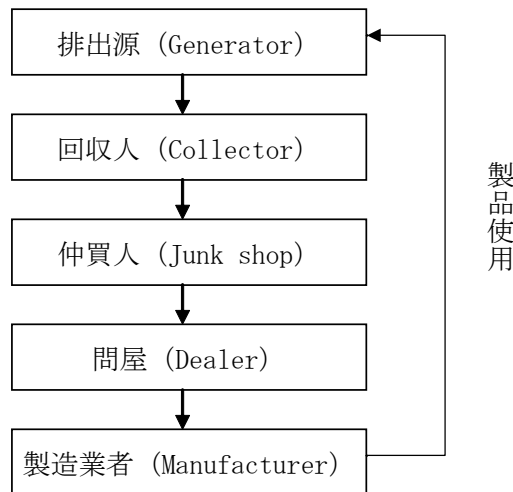 排出源 (Generator)
回収人 (Collector)
仲買人 (Junk shop)
問屋 (Dealer)
製造業者 (Manufacturer)
製品使用